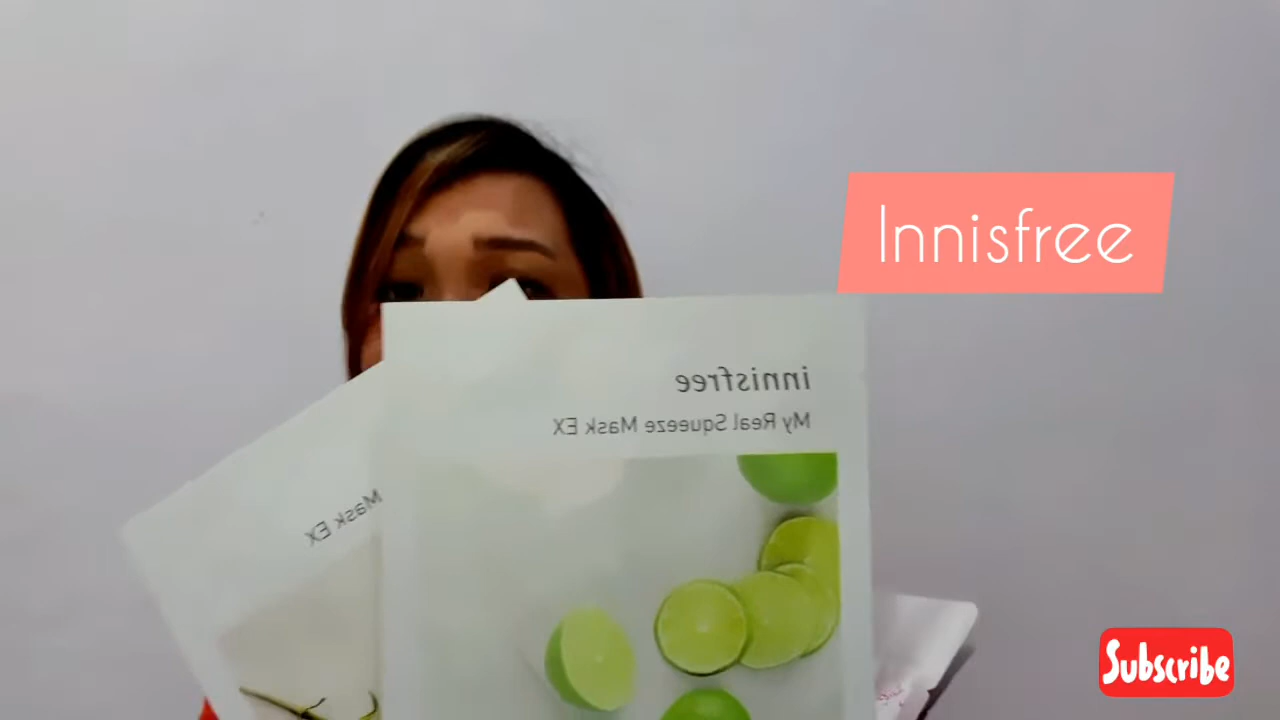 Innisfree
innisfree
My Real Squeeze Mask EX
Mask EX
Subscribe